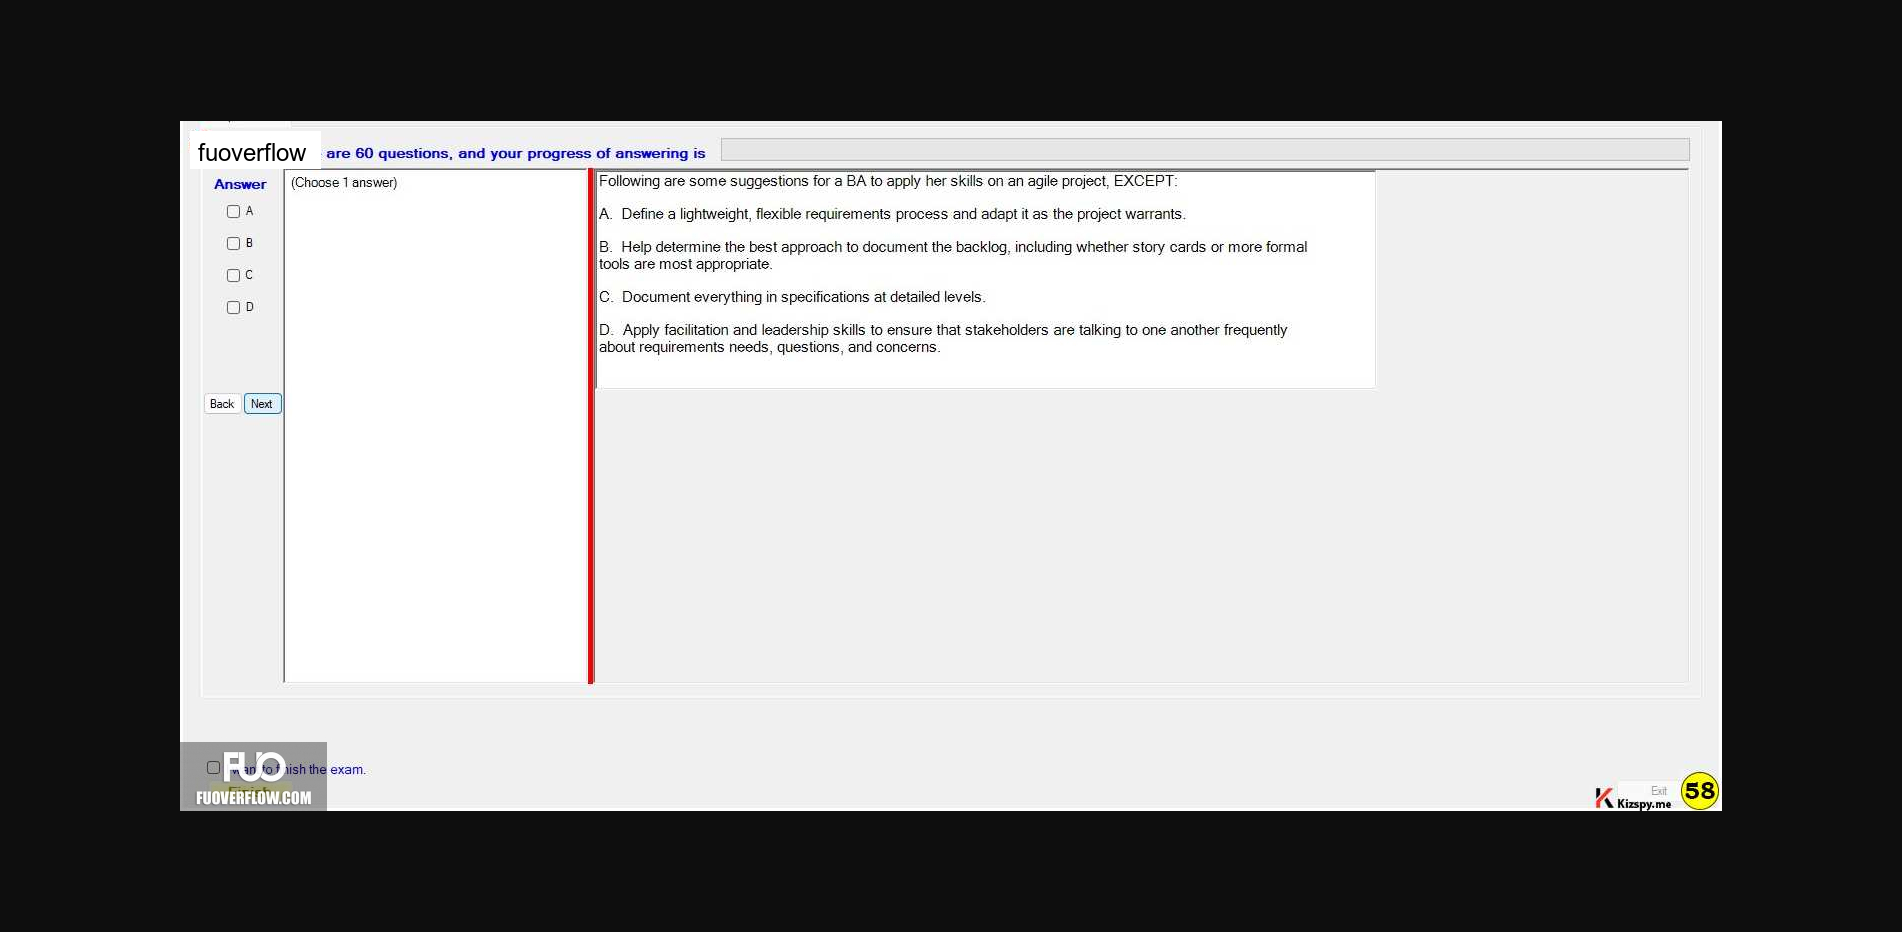 fuoverflow are 60 questions, and your progress of answering is
Answer
(Choose 1 answer)
A
B
C
D
Back Next
Following are some suggestions for a BA to apply her skills on an agile project, EXCEPT:
A. Define a lightweight, flexible requirements process and adapt it as the project warrants.
B. Help determine the best approach to document the backlog, including whether story cards or more formal
tools are most appropriate.
C. Document everything in specifications at detailed levels.
D. Apply facilitation and leadership skills to ensure that stakeholders are talking to one another frequently
about requirements needs, questions, and concerns.
the exam.
FUO
FUOVERFLOW.COM
Finish
Exit
Kizspy.me
58